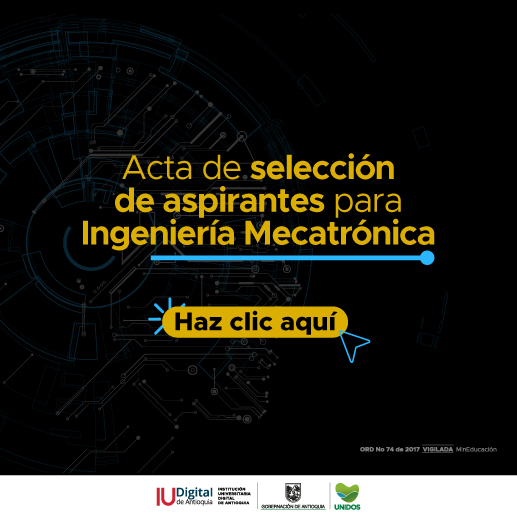 Acta de selección
de aspirantes para
Ingeniería Mecatrónica
Haz clic aquí
ORD No 74 de 2017 VIGILADA MinEducación
IU Digital
de Antioquia
INSTITUCIÓN
UNIVERSITARIA
DIGITAL
DE ANTIOQUIA
GOBERNACIÓN DE ANTIOQUIA
UNIDOS